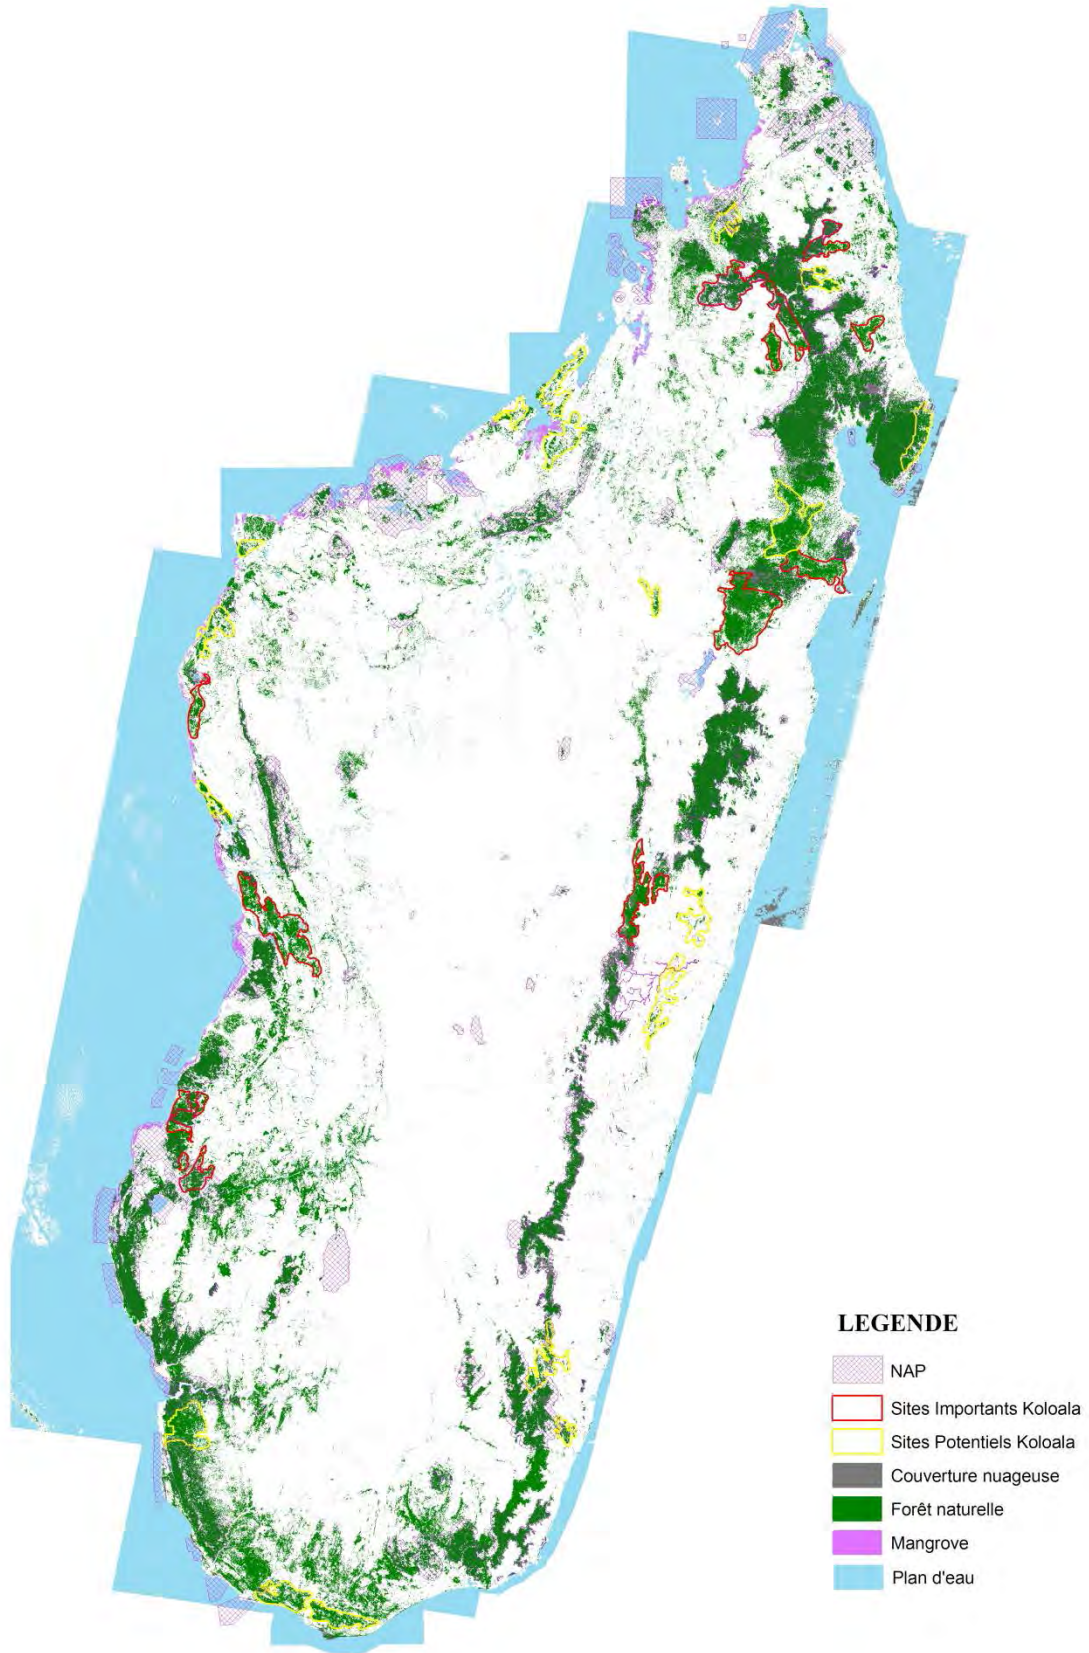 LEGENDE
NAP
Sites Importants Koloala
Sites Potentiels Koloala
Couverture nuageuse
Forêt naturelle
Mangrove
Plan d'eau